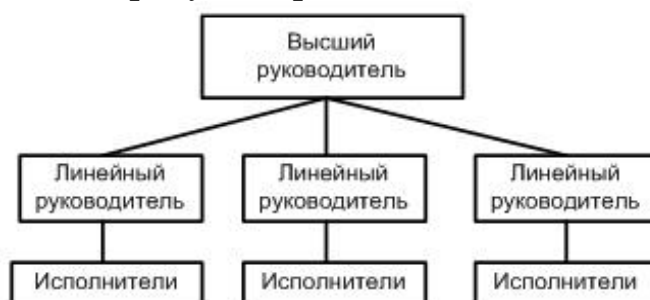 Высший
руководитель
Линейный
руководитель
Линейный
руководитель
Линейный
руководитель
Исполнители
Исполнители
Исполнители